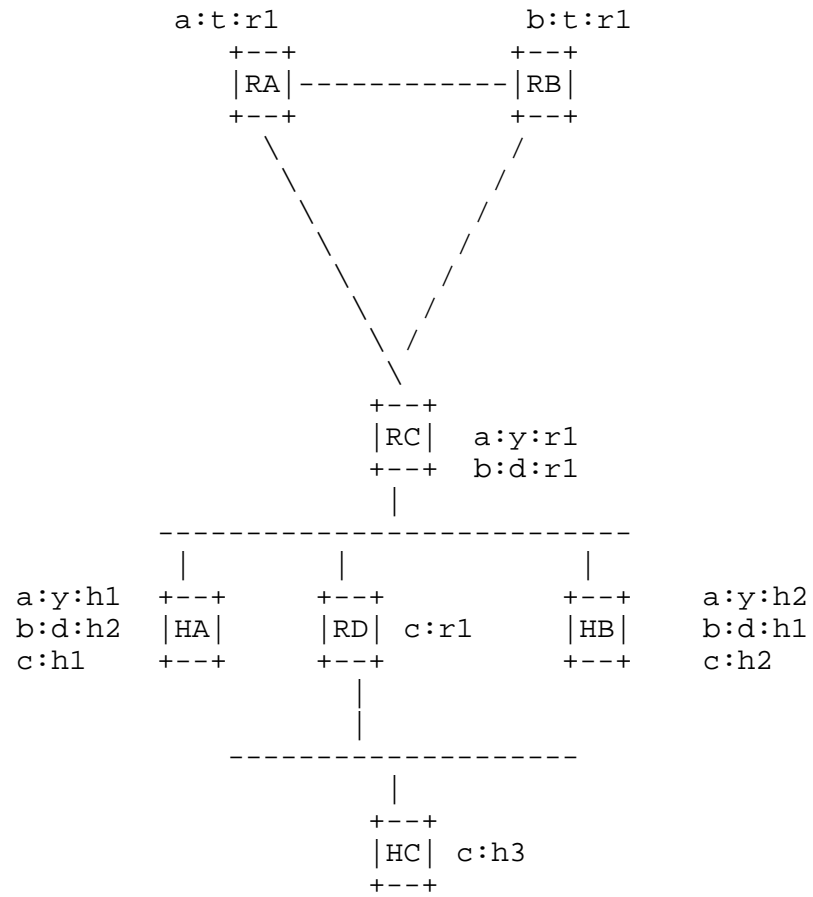 a:t:r1 b:t:r1
RA RB
RC a:y:r1
b:d:r1
a:y:h1 a:y:h2
b:d:h2 HA RD c:r1 HB b:d:h1
c:h1 c:h2
HC c:h3